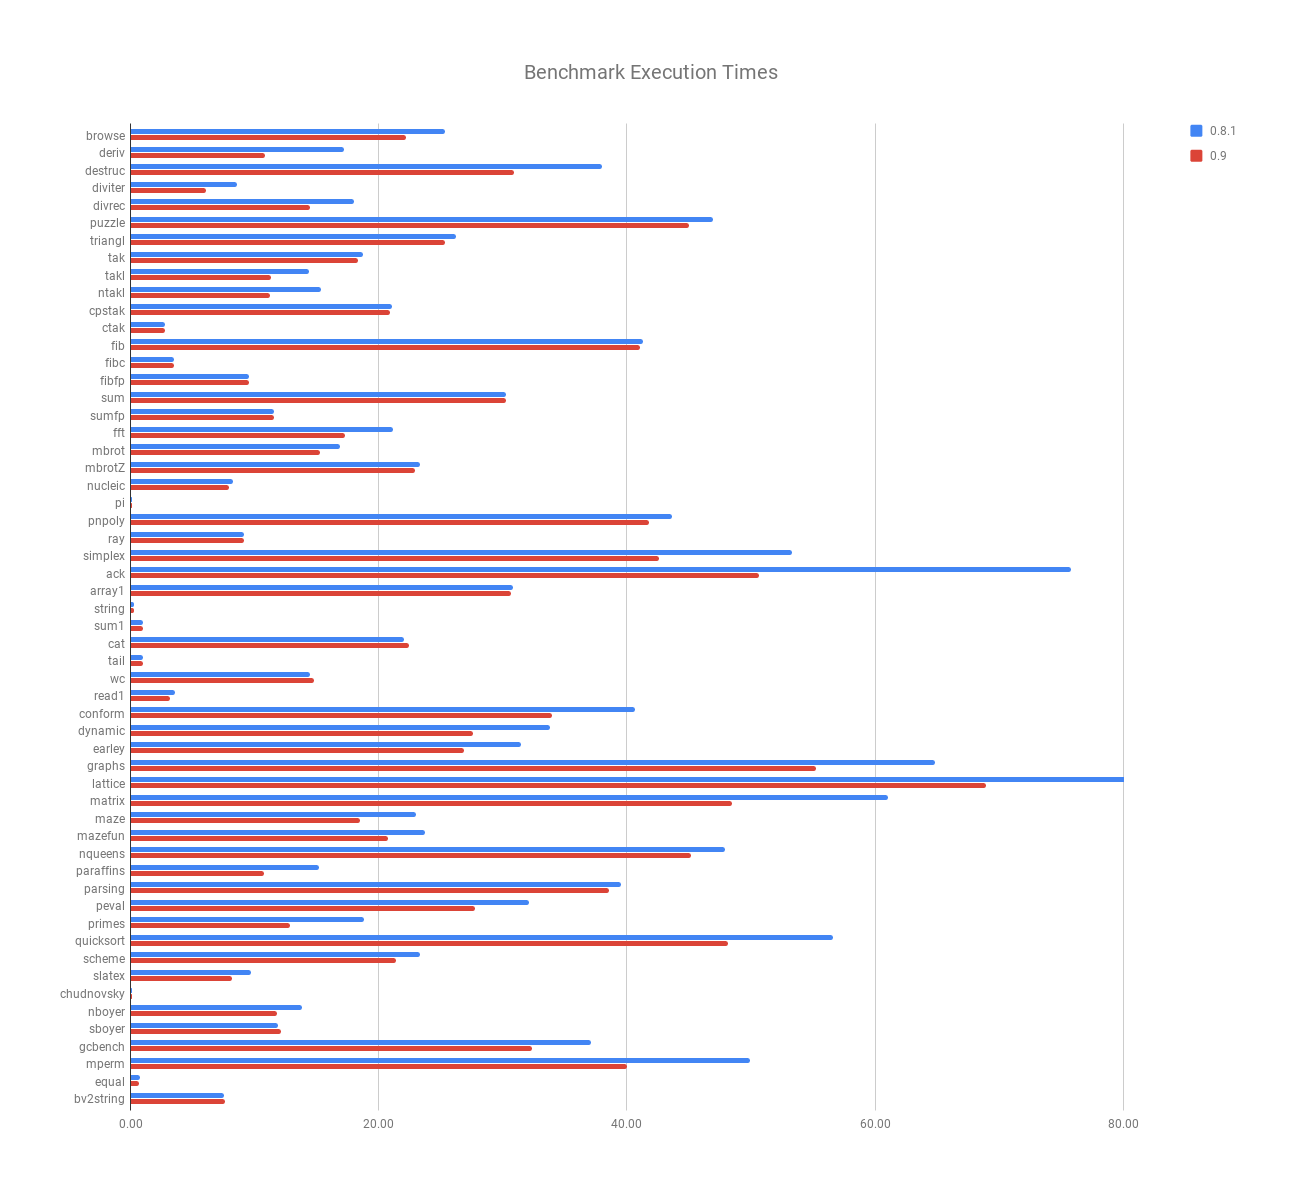 Benchmark Execution Times
0.8.1
0.9
browse
deriv
destruc
diviter
divrec
puzzle
triangl
tak
takl
ntakl
cpstak
ctak
fib
fibc
fibfp
sum
sumfp
fft
mbrot
mbrotZ
nucleic
pi
pnpoly
ray
simplex
ack
array1
string
sum1
cat
tail
wc
read1
conform
dynamic
earley
graphs
lattice
matrix
maze
mazefun
nqueens
paraffins
parsing
peval
primes
quicksort
scheme
slatex
chudnovsky
nboyer
sboyer
gcbench
mperm
equal
bv2string
0.00 20.00 40.00 60.00 80.00